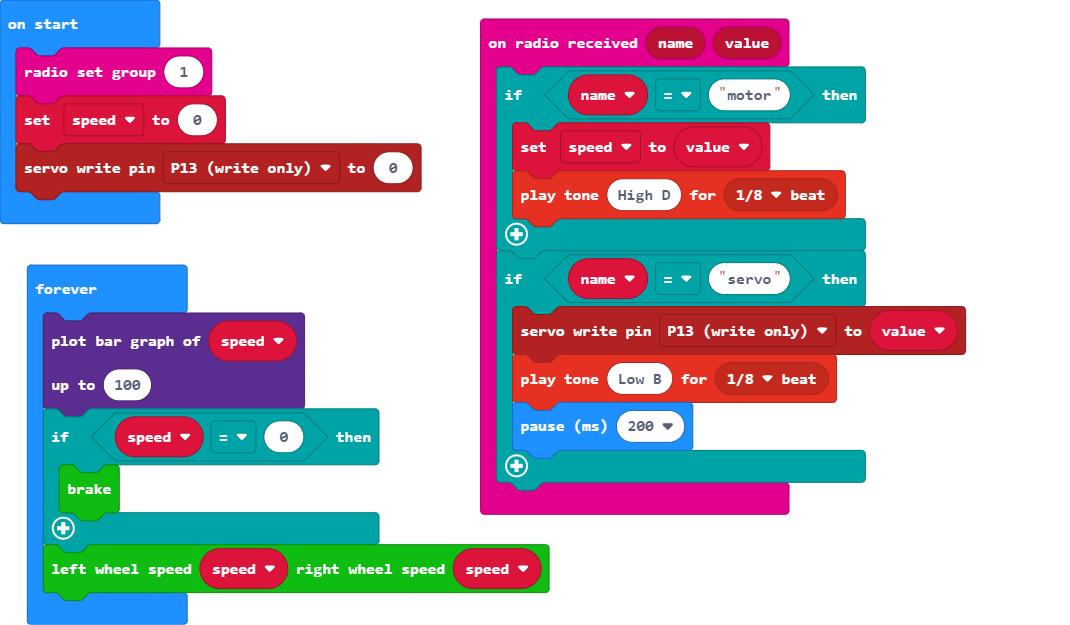 on start
radio set group 1
set speed to 0
servo write pin P13 (write only) to 0
forever
plot bar graph of speed
up to 100
if speed = 0 then
brake
left wheel speed speed right wheel speed speed
on radio received name value
if name = "motor" then
set speed to value
play tone High D for 1/8 beat
if name = "servo" then
servo write pin P13 (write only) to value
play tone Low B for 1/8 beat
pause (ms) 200